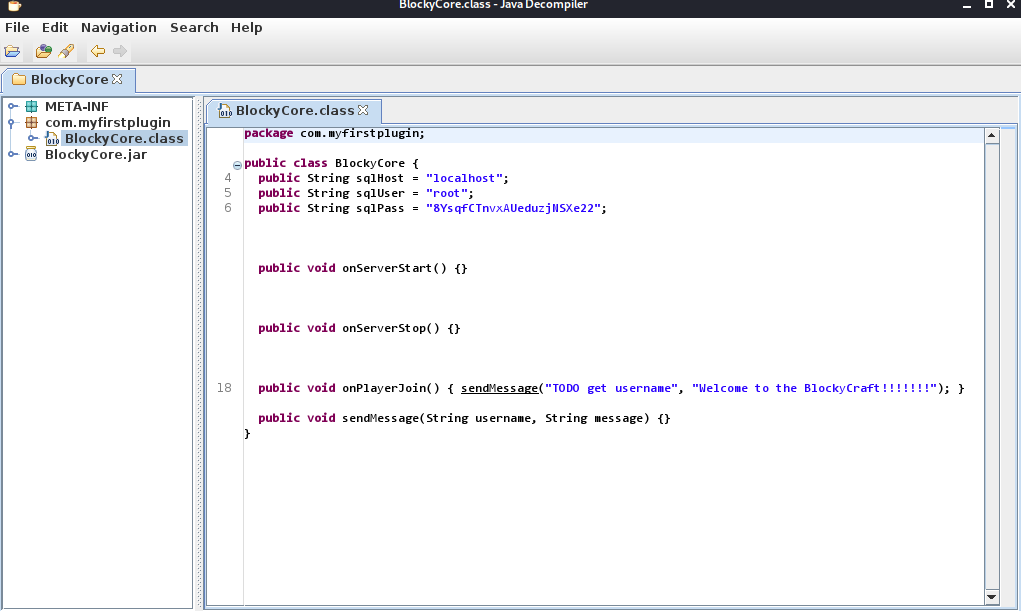 BlockyCore.class - Java Decompiler
File Edit Navigation Search Help
BlockyCore
META-INF
com.myfirstplugin
BlockyCore.class
BlockyCore.jar
BlockyCore.class
package com.myfirstplugin;
public class BlockyCore {
4 public String sqlHost = "localhost";
5 public String sqlUser = "root";
6 public String sqlPass = "8YsqfCTnvxAUeduzjNSXe22";
public void onServerStart() {}
public void onServerStop() {}
18 public void onPlayerJoin() { sendMessage("TODO get username", "Welcome to the BlockyCraft!!!!!!!"); }
public void sendMessage(String username, String message) {}
}